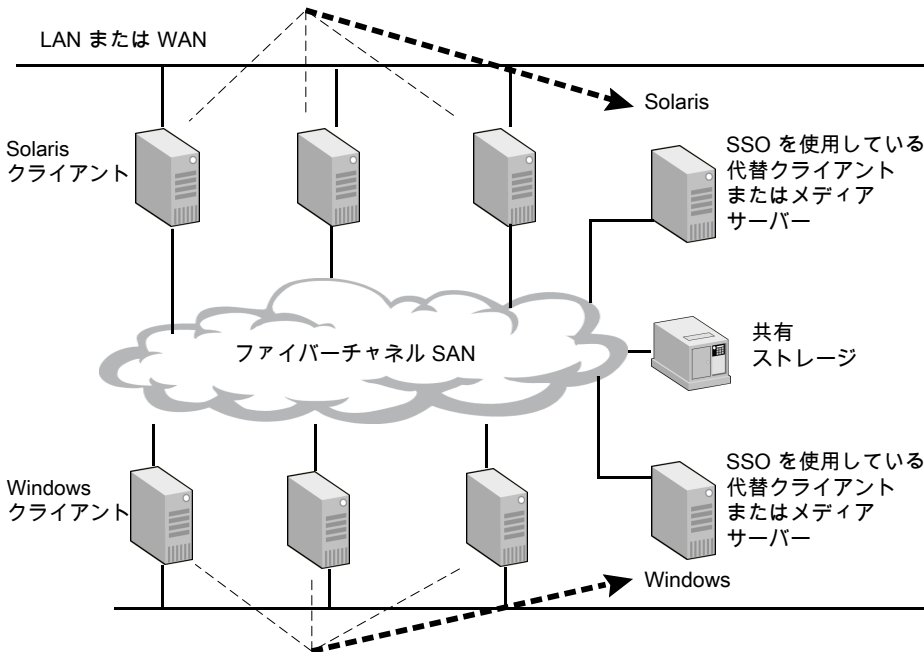 LAN または WAN
Solaris
Solaris
クライアント
SSO を使用している
代替クライアント
またはメディア
サーバー
ファイバーチャネル SAN
共有
ストレージ
Windows
クライアント
SSO を使用している
代替クライアント
またはメディア
サーバー
Windows